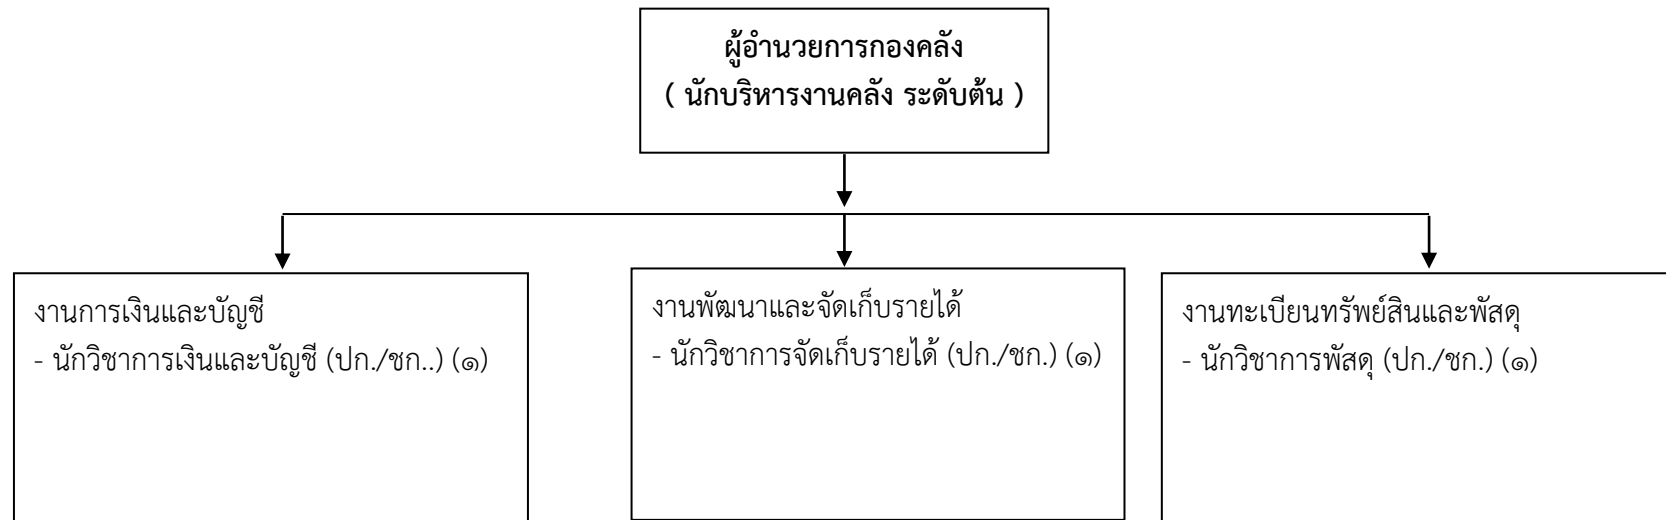 ผู้อำนวยการกองคลัง
( นักบริหารงานคลัง ระดับต้น )
งานการเงินและบัญชี
- นักวิชาการเงินและบัญชี (ปก./ชก..) (๑)
งานพัฒนาและจัดเก็บรายได้
- นักวิชาการจัดเก็บรายได้ (ปก./ชก.) (๑)
งานทะเบียนทรัพย์สินและพัสดุ
- นักวิชาการพัสดุ (ปก./ชก.) (๑)